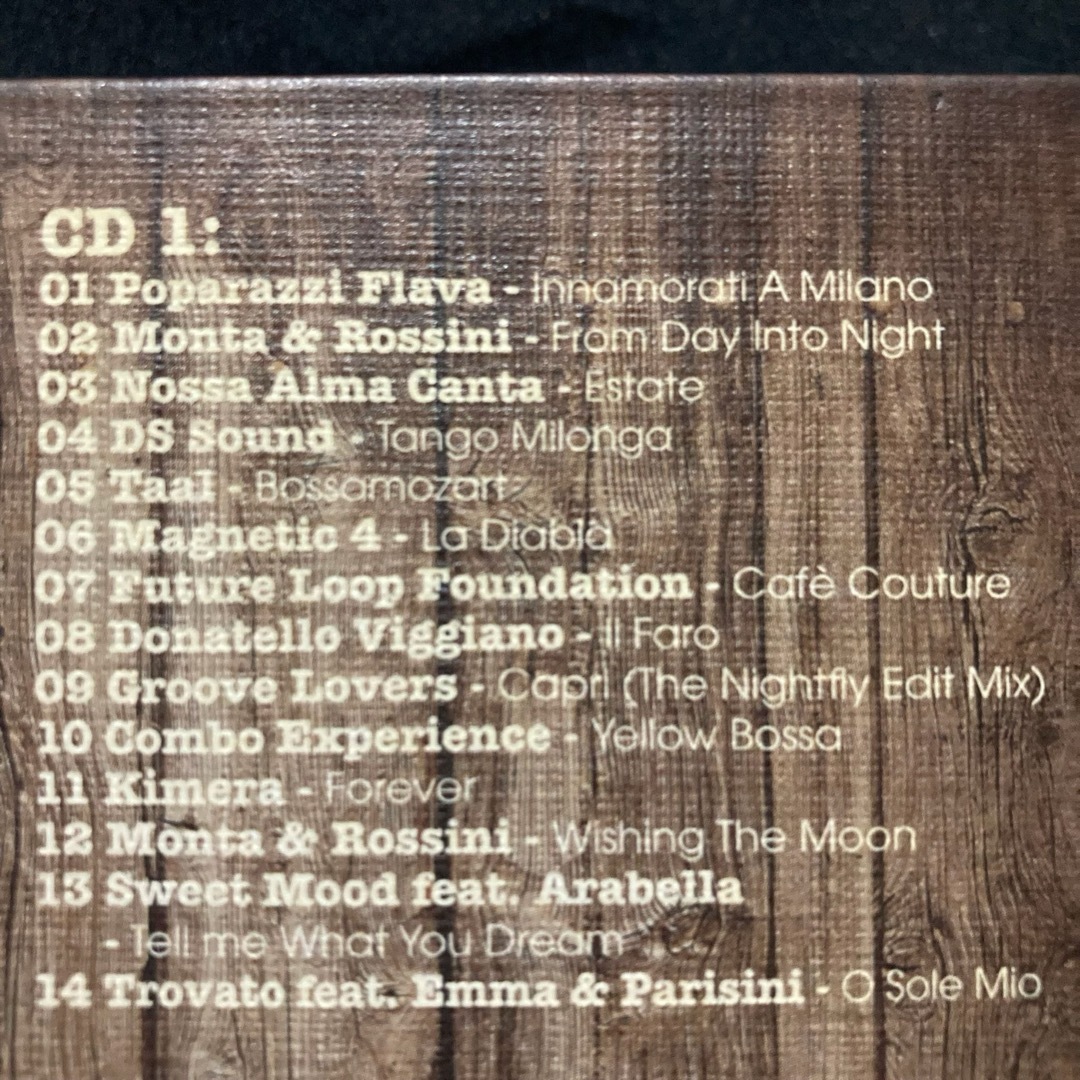 CD 1:
01 Poparazzi Flava - Innamorati A Milano
02 Monta & Rossini - From Day Into Night
03 Nossa Alma Canta - Estate
04 DS Sound - Tango Milonga
05 Taal - Bossamozart
06 Magnetic 4 - La Diabla
07 Future Loop Foundation - Cafè Couture
08 Donatello Viggiano - Il Faro
09 Groove Lovers - Capri (The Nightfly Edit Mix)
10 Combo Experience - Yellow Bossa
11 Kimera - Forever
12 Monta & Rossini - Wishing The Moon
13 Sweet Mood feat. Arabella
- Tell me What You Dream
14 Trovato feat. Emma & Parisini - O Sole Mio